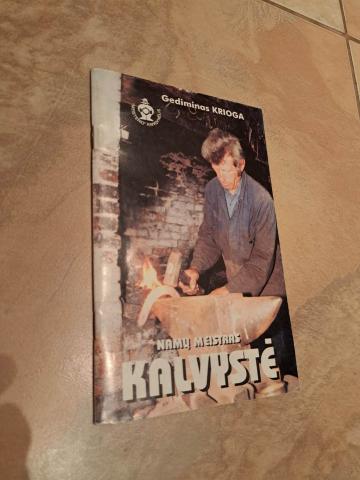 Gediminas KRIOGA
NAMŲ MEISTRAS
KALVYSTĖ